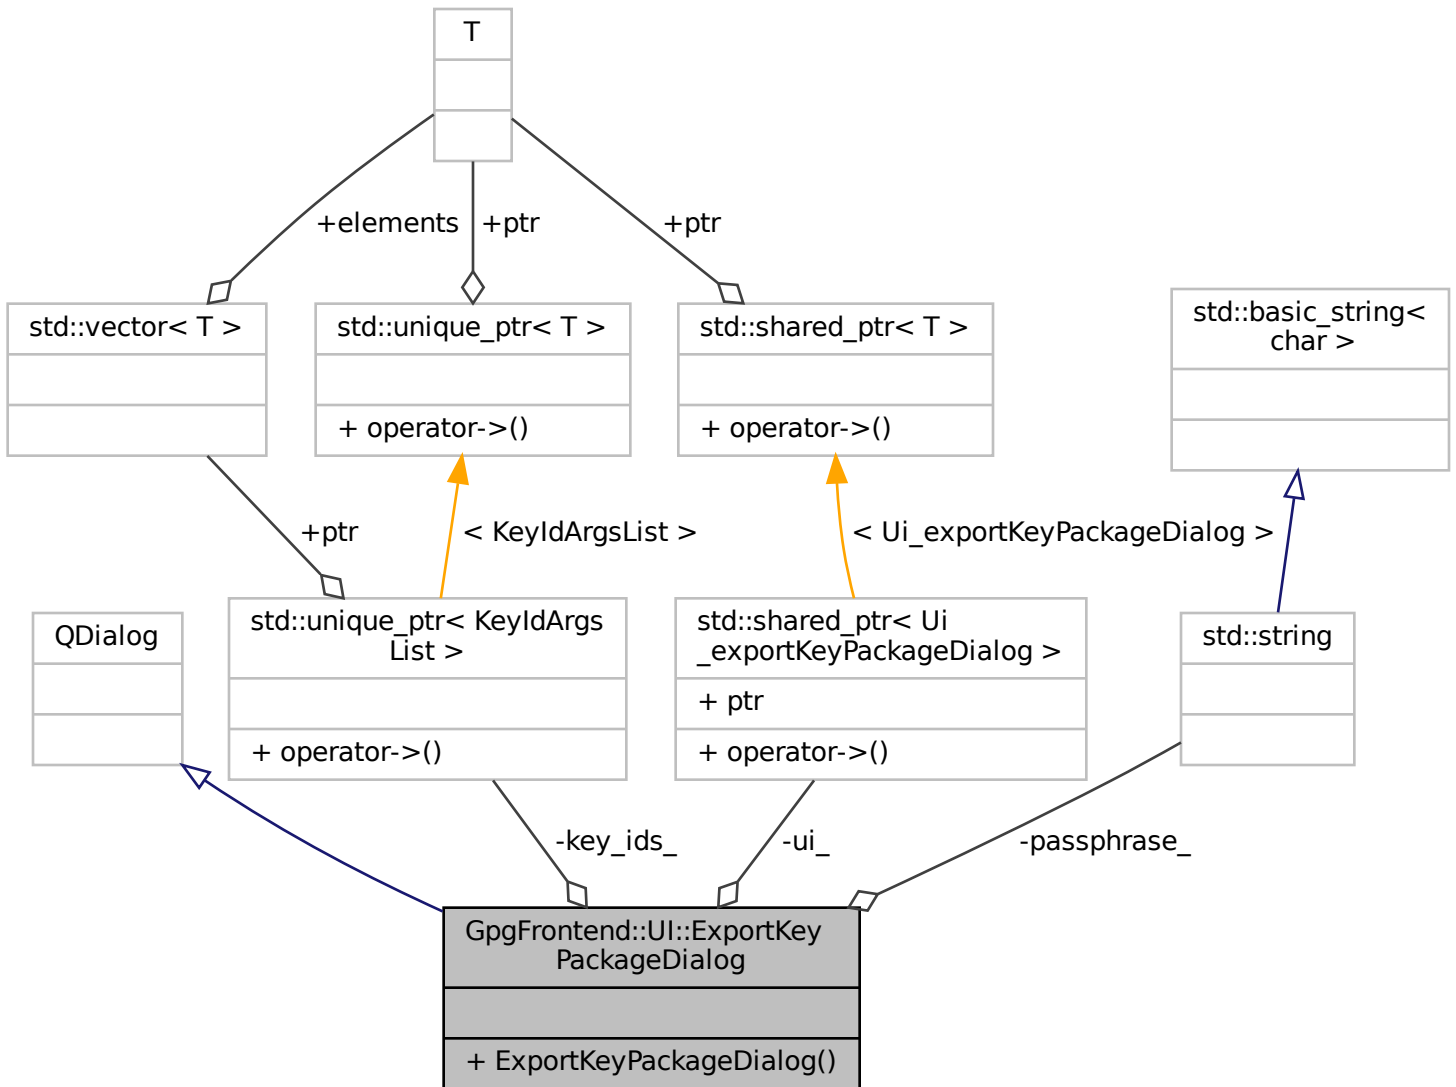 T
+elements
+ptr
+ptr
std::vector< T >
std::unique_ptr< T >
+ operator->()
std::shared_ptr< T >
+ operator->()
std::basic_string<
char >
+ptr
< KeyIdArgsList >
< Ui_exportKeyPackageDialog >
QDialog
std::unique_ptr< KeyIdArgs
List >
+ operator->()
std::shared_ptr< Ui
_exportKeyPackageDialog >
+ ptr
+ operator->()
std::string
-key_ids_
-ui_
-passphrase_
GpgFrontend::UI::ExportKey
PackageDialog
+ ExportKeyPackageDialog()